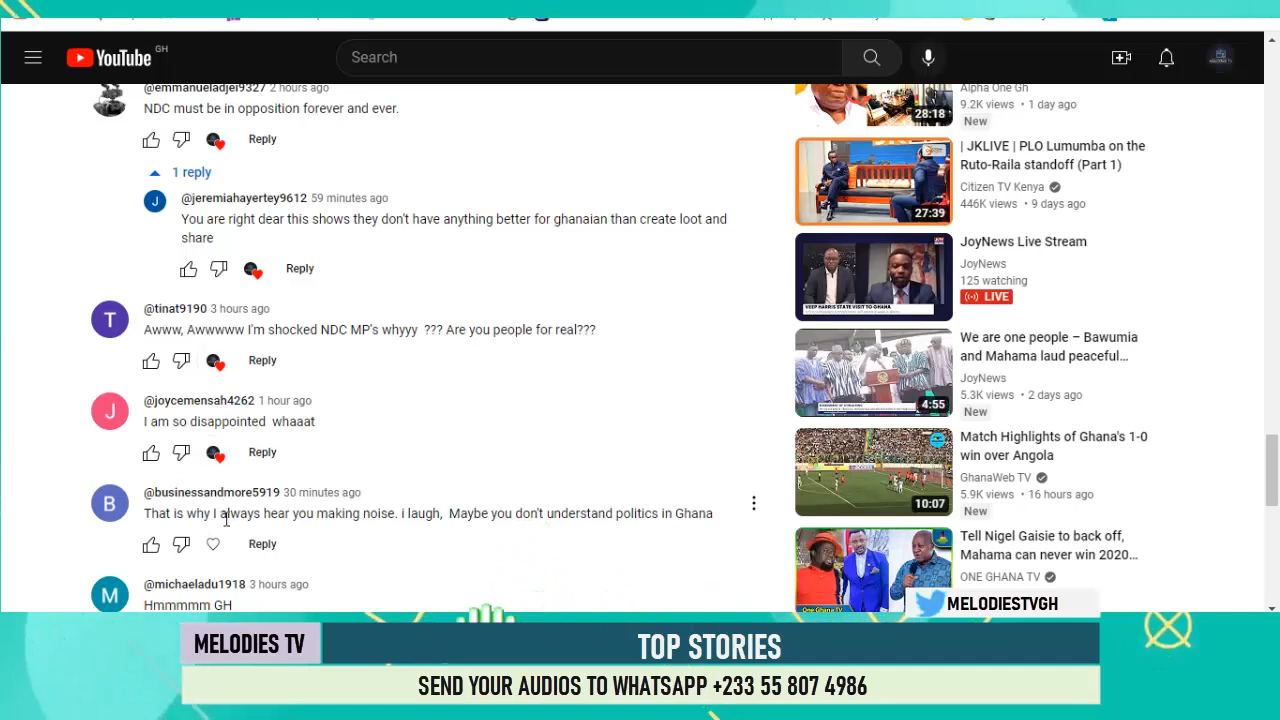 YouTube GH
Search
@emmanueladjei9327 2 hours ago
NDC must be in opposition forever and ever.
Reply
1 reply
J
@jeremiahayertey9612 59 minutes ago
You are right dear this shows they don't have anything better for ghanaian than create loot and
share
Reply
T
@tinat9190 3 hours ago
Awww, Awwwww I'm shocked NDC MP's whyyy ??? Are you people for real???
Reply
J
@joycemensah4262 1 hour ago
I am so disappointed whaaat
Reply
B
@businessandmore5919 30 minutes ago
That is why I always hear you making noise. i laugh, Maybe you don't understand politics in Ghana
Reply
M
@michaeladu1918 3 hours ago
Hmmmmm GH
28:18
Alpha One Gh
9.2K views • 1 day ago
New
27:39
| JKLIVE | PLO Lumumba on the
Ruto-Raila standoff (Part 1)
Citizen TV Kenya
446K views • 9 days ago
VEEP HARRIS STATE VISIT TO GHANA
JoyNews Live Stream
JoyNews
125 watching
LIVE
4:55
We are one people – Bawumia
and Mahama laud peaceful...
JoyNews
5.3K views • 2 days ago
New
10:07
Match Highlights of Ghana's 1-0
win over Angola
GhanaWeb TV
5.9K views • 16 hours ago
New
One Ghana TV
Tell Nigel Gaisie to back off,
Mahama can never win 2020...
ONE GHANA TV
MELODIESTVGH
MELODIES TV
TOP STORIES
SEND YOUR AUDIOS TO WHATSAPP +233 55 807 4986